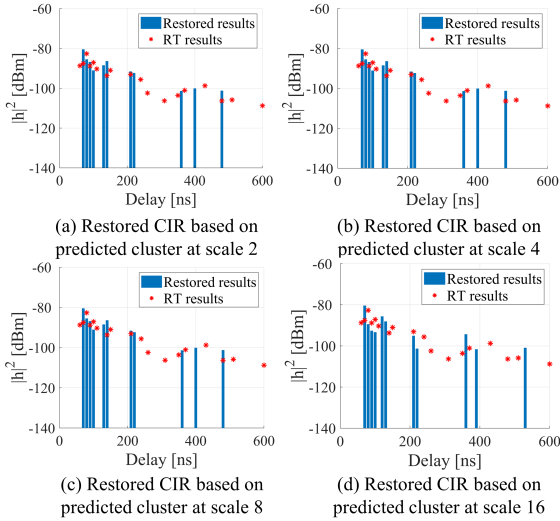 -60
Restored results
RT results
-80
-100
-120
-140
|h|² [dBm]
0 200 400 600
Delay [ns]
(a) Restored CIR based on
predicted cluster at scale 2
-60
Restored results
RT results
-80
-100
-120
-140
|h|² [dBm]
0 200 400 600
Delay [ns]
(b) Restored CIR based on
predicted cluster at scale 4
-60
Restored results
RT results
-80
-100
-120
-140
|h|² [dBm]
0 200 400 600
Delay [ns]
(c) Restored CIR based on
predicted cluster at scale 8
-60
Restored results
RT results
-80
-100
-120
-140
|h|² [dBm]
0 200 400 600
Delay [ns]
(d) Restored CIR based on
predicted cluster at scale 16